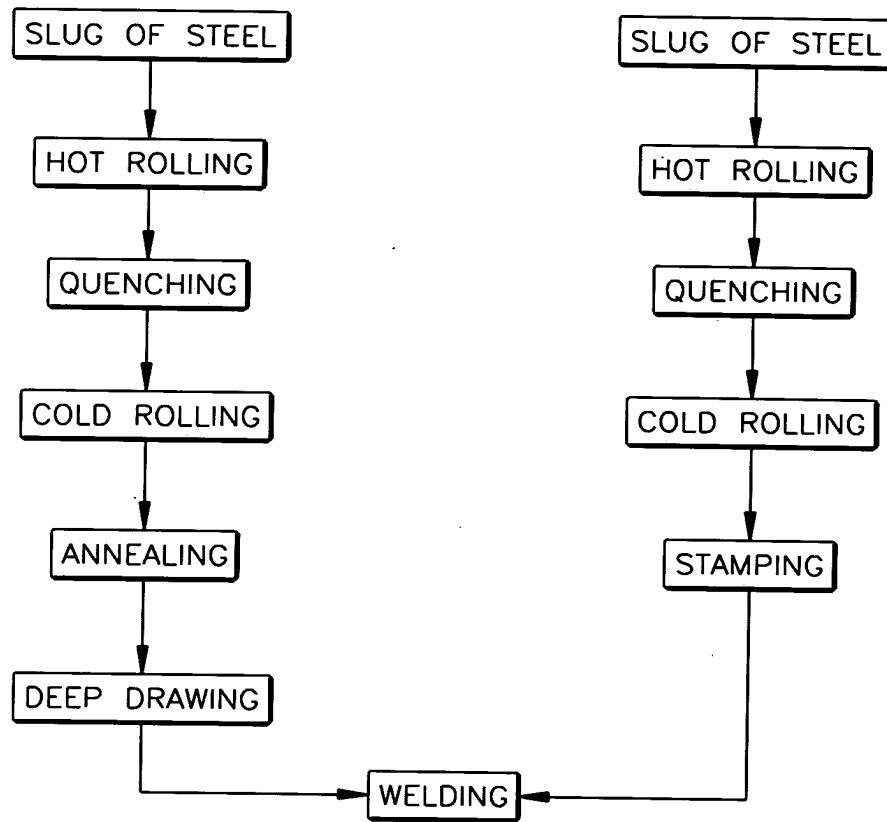 SLUG OF STEEL
HOT ROLLING
QUENCHING
COLD ROLLING
ANNEALING
DEEP DRAWING
SLUG OF STEEL
HOT ROLLING
QUENCHING
COLD ROLLING
STAMPING
WELDING